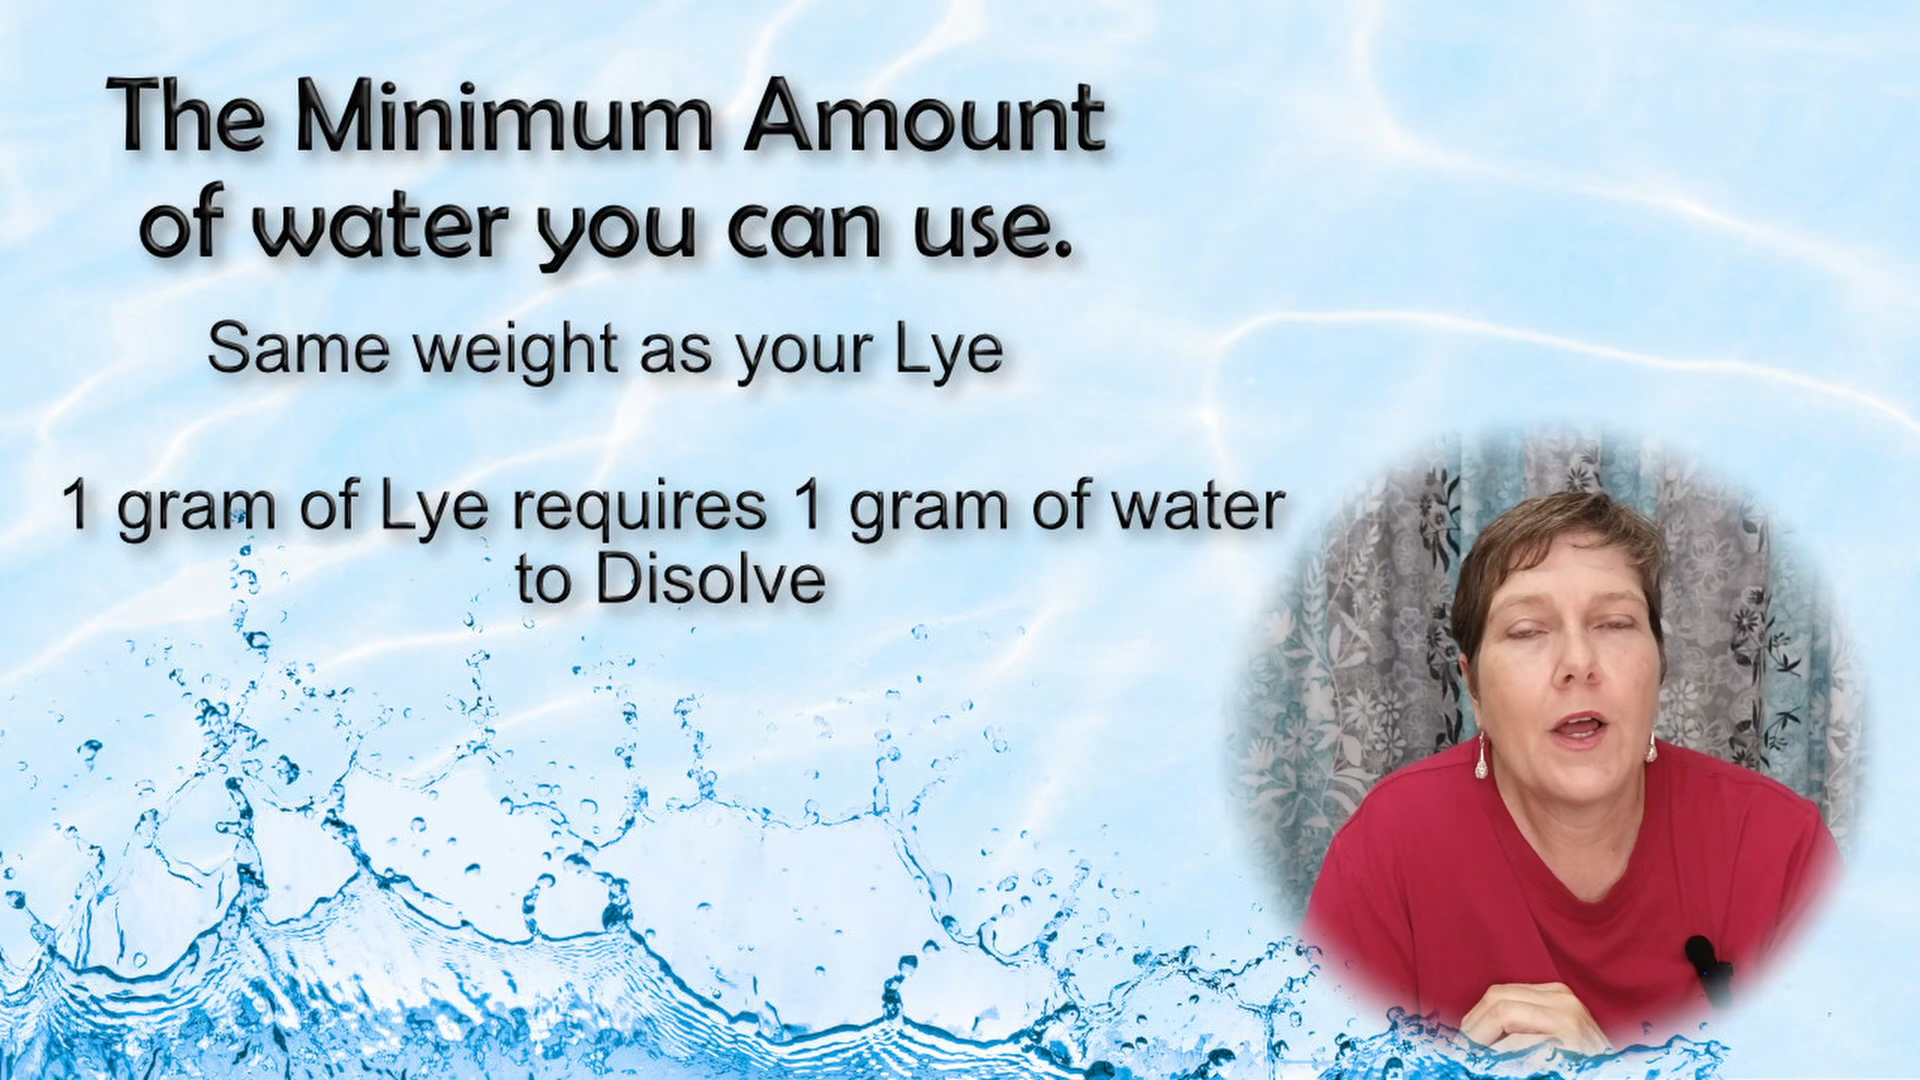 The Minimum Amount
of water you can use.
Same weight as your Lye
1 gram of Lye requires 1 gram of water
to Disolve